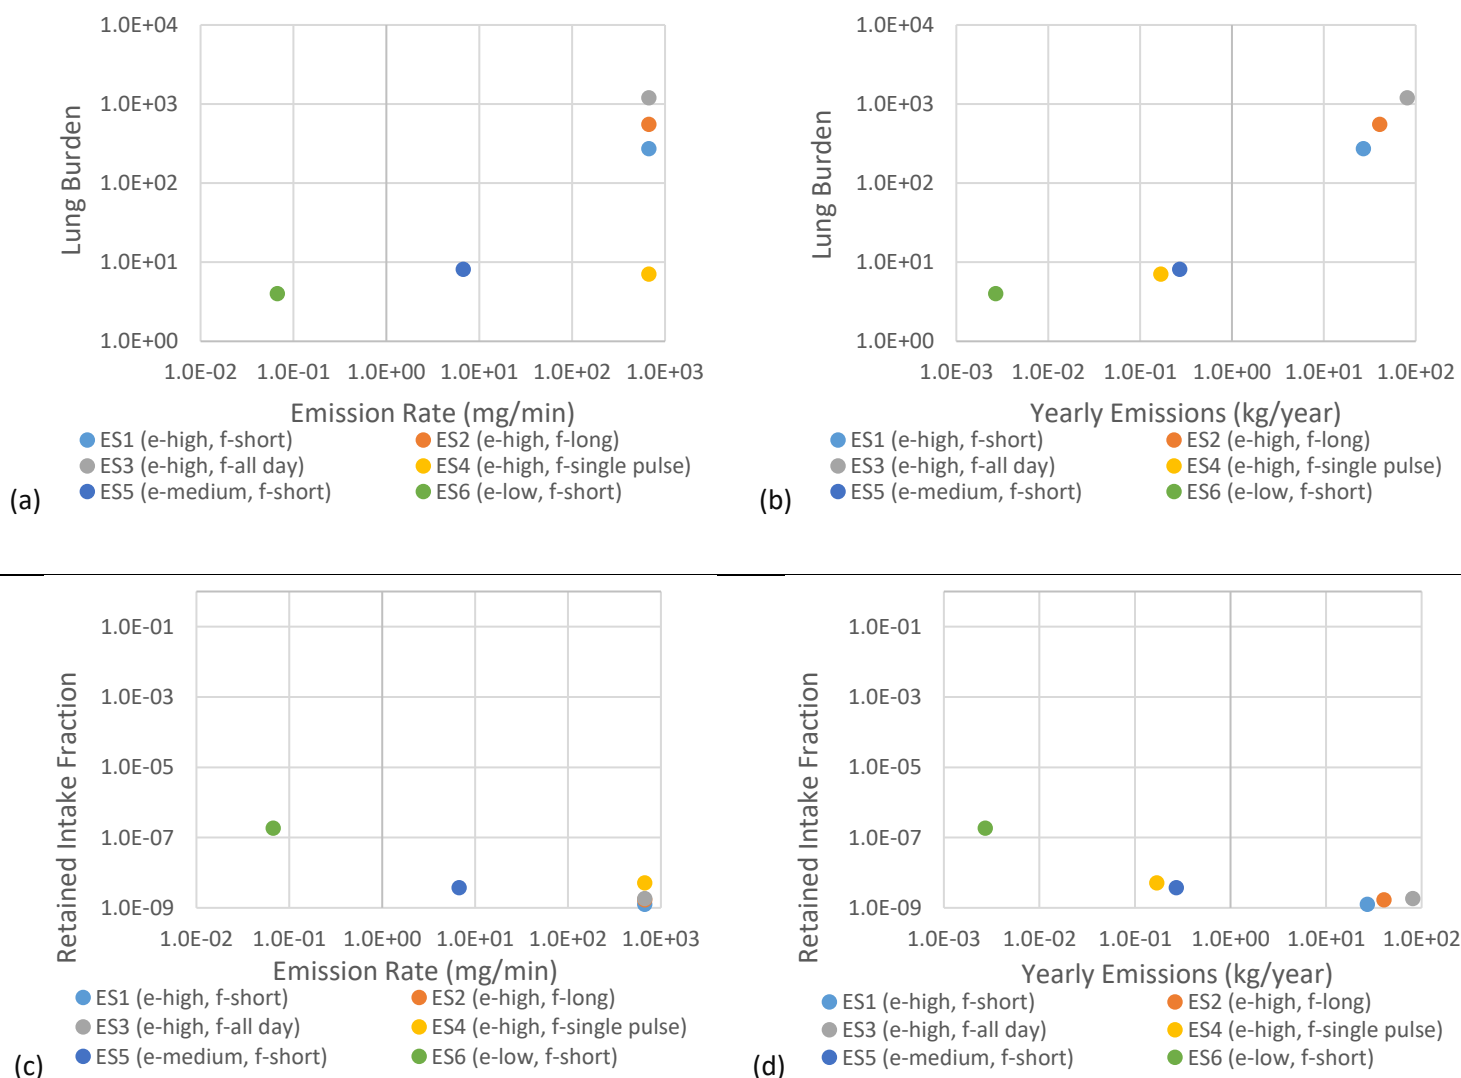 1.0E+04
1.0E+03
1.0E+02
1.0E+01
1.0E+00
Lung Burden
1.0E-02 1.0E-01 1.0E+00 1.0E+01 1.0E+02 1.0E+03
Emission Rate (mg/min)
ES1 (e-high, f-short) ES2 (e-high, f-long)
ES3 (e-high, f-all day) ES4 (e-high, f-single pulse)
ES5 (e-medium, f-short) ES6 (e-low, f-short)
(a)
1.0E+04
1.0E+03
1.0E+02
1.0E+01
1.0E+00
Lung Burden
1.0E-03 1.0E-02 1.0E-01 1.0E+00 1.0E+01 1.0E+02
Yearly Emissions (kg/year)
ES1 (e-high, f-short) ES2 (e-high, f-long)
ES3 (e-high, f-all day) ES4 (e-high, f-single pulse)
ES5 (e-medium, f-short) ES6 (e-low, f-short)
(b)
1.0E-01
1.0E-03
1.0E-05
1.0E-07
1.0E-09
Retained Intake Fraction
1.0E-02 1.0E-01 1.0E+00 1.0E+01 1.0E+02 1.0E+03
Emission Rate (mg/min)
ES1 (e-high, f-short) ES2 (e-high, f-long)
ES3 (e-high, f-all day) ES4 (e-high, f-single pulse)
ES5 (e-medium, f-short) ES6 (e-low, f-short)
(c)
1.0E-01
1.0E-03
1.0E-05
1.0E-07
1.0E-09
Retained Intake Fraction
1.0E-03 1.0E-02 1.0E-01 1.0E+00 1.0E+01 1.0E+02
Yearly Emissions (kg/year)
ES1 (e-high, f-short) ES2 (e-high, f-long)
ES3 (e-high, f-all day) ES4 (e-high, f-single pulse)
ES5 (e-medium, f-short) ES6 (e-low, f-short)
(d)